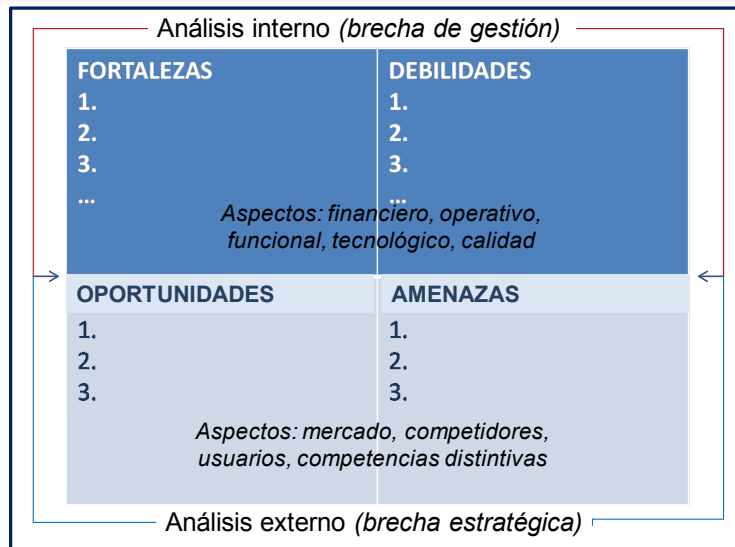 Análisis interno (brecha de gestión)
FORTALEZAS
1.
2.
3.
...
DEBILIDADES
1.
2.
3.
...
Aspectos: financiero, operativo,
funcional, tecnológico, calidad
OPORTUNIDADES
1.
2.
3.
AMENAZAS
1.
2.
3.
Aspectos: mercado, competidores,
usuarios, competencias distintivas
Análisis externo (brecha estratégica)